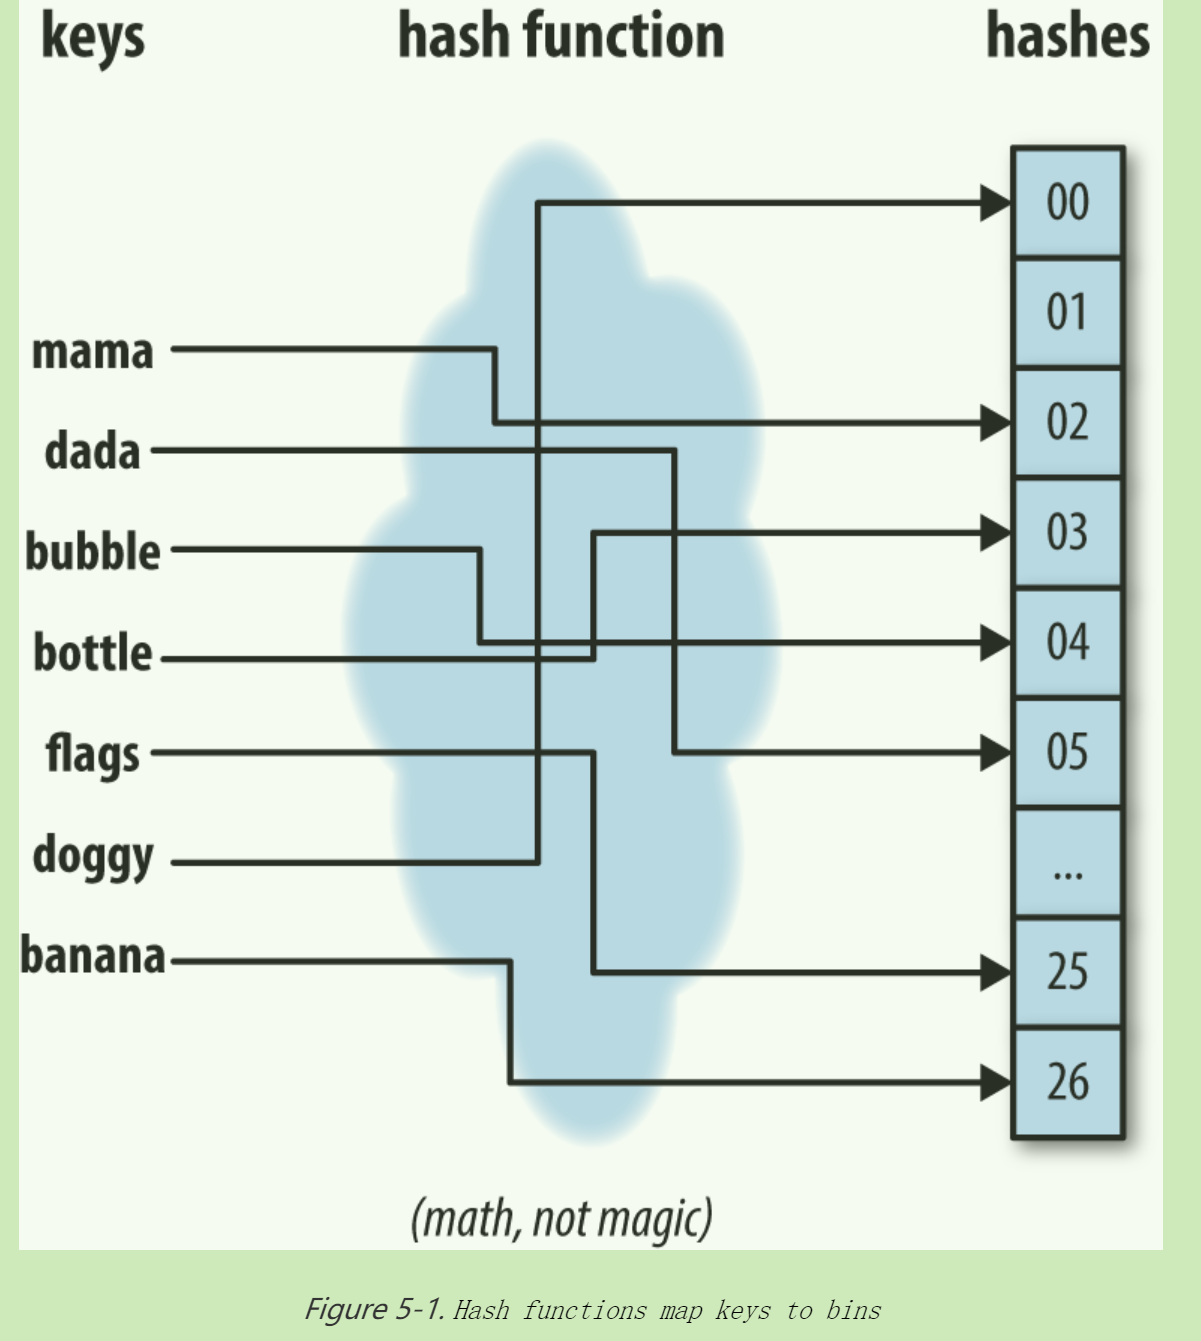 keys hash function hashes
00
01
mama
02
dada
03
bubble
04
bottle
05
flags
doggy
...
banana
25
26
(math, not magic)
Figure 5-1. Hash functions map keys to bins